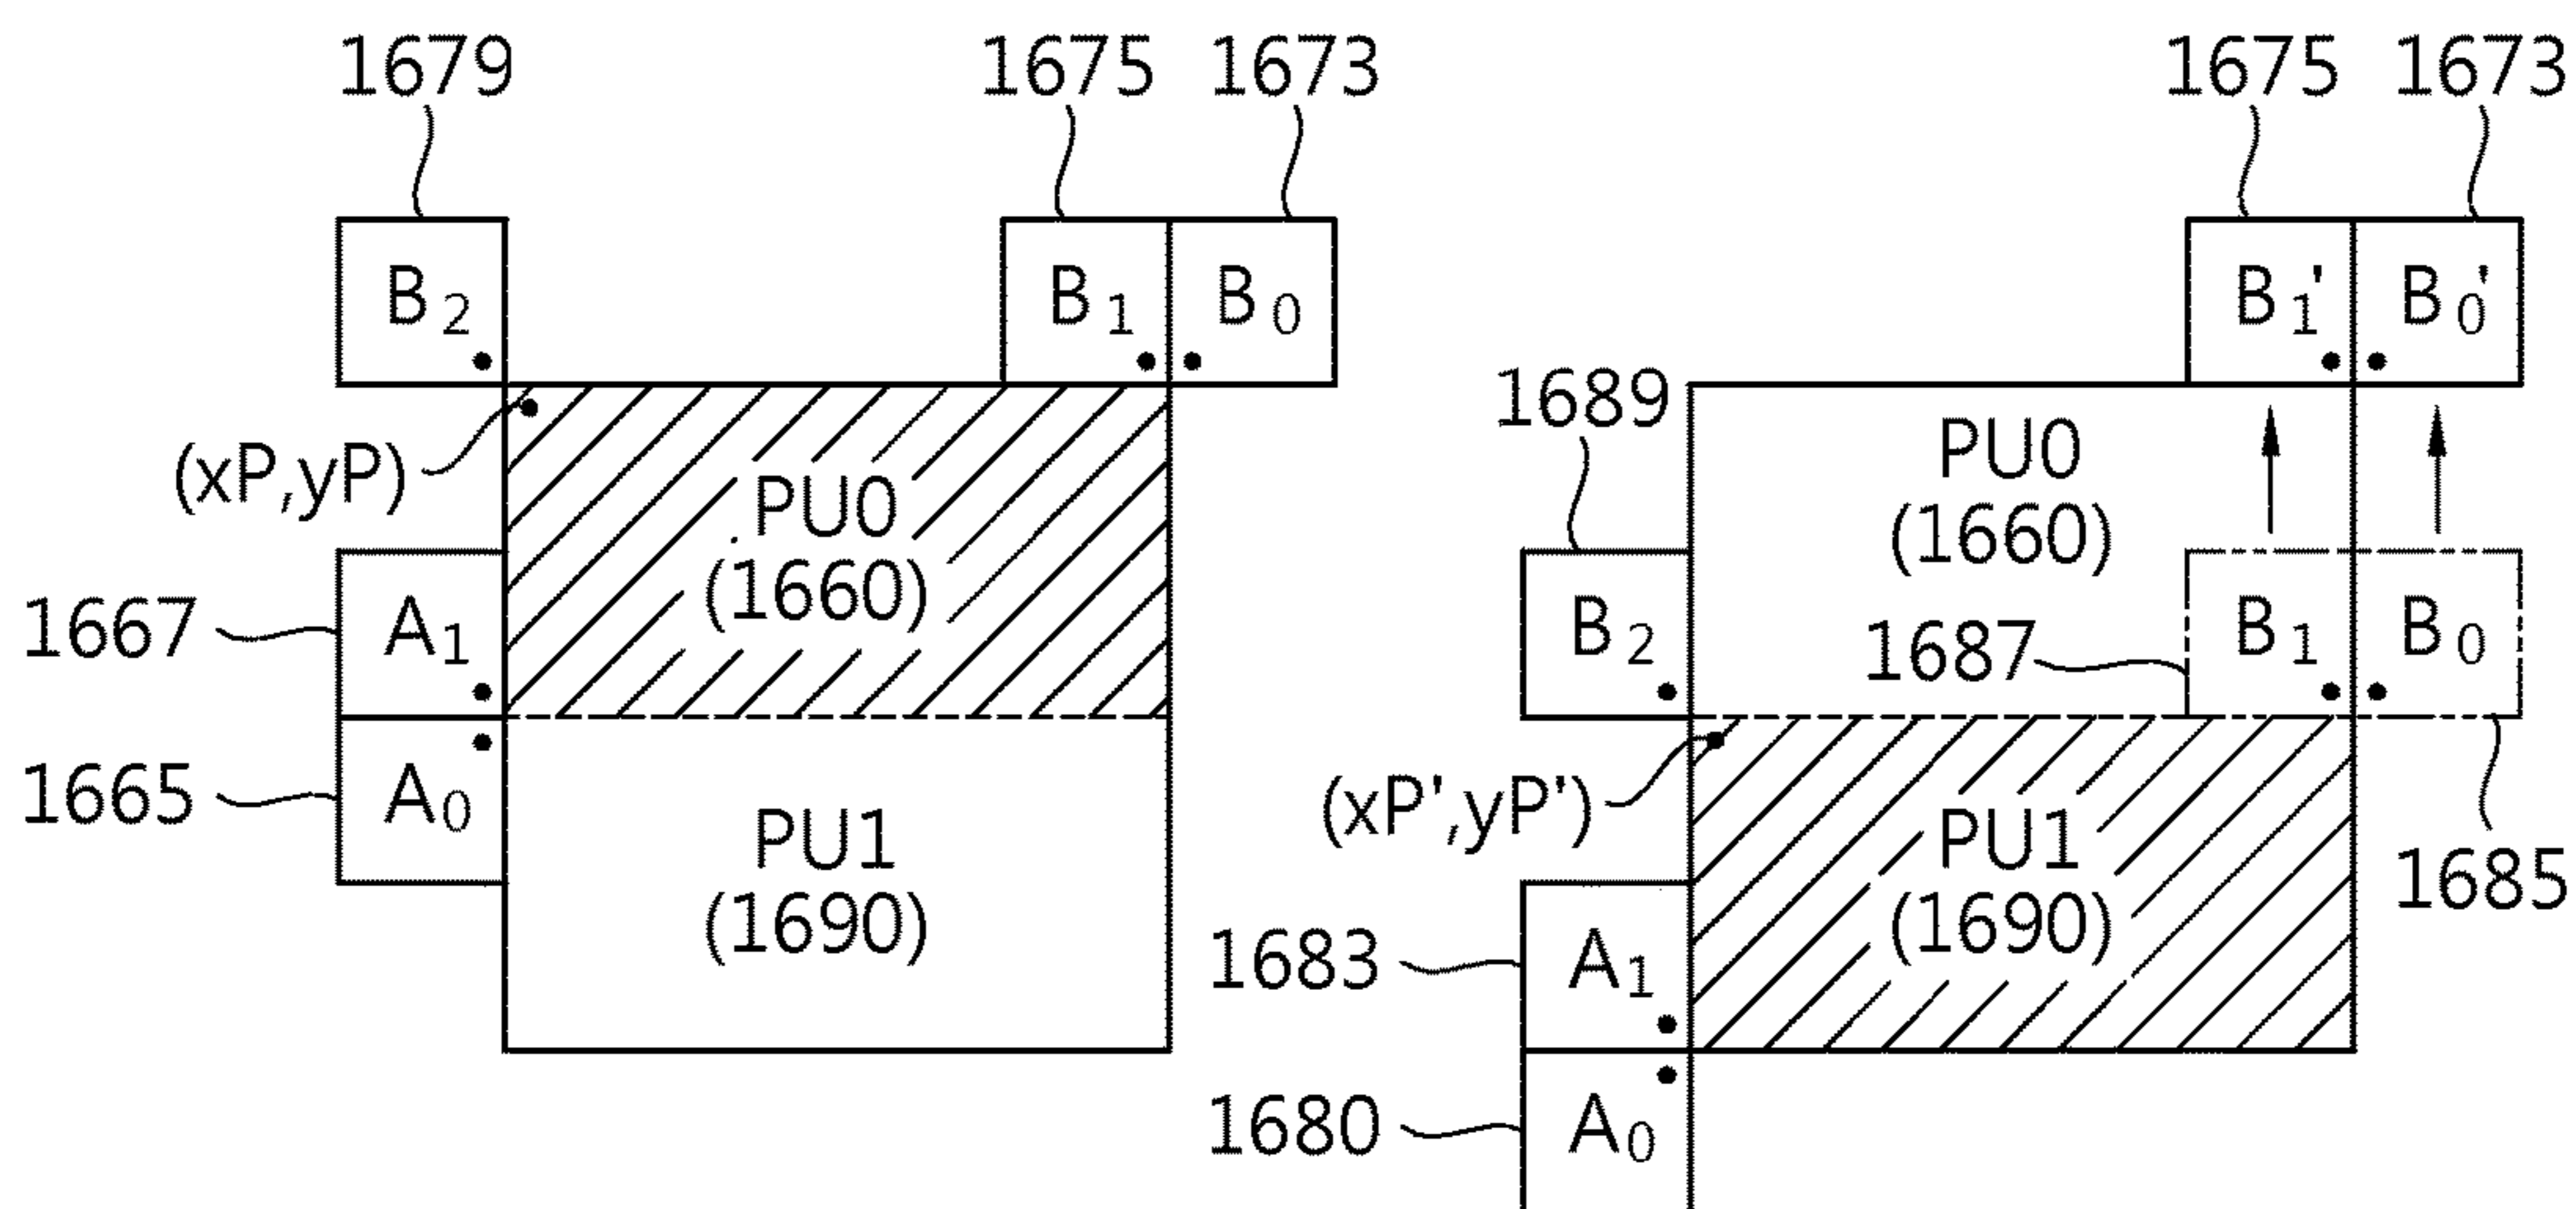 1679
1675
1673
B2
B1
B0
(xP,yP)
PU0
(1660)
1667
A1
1665
A0
PU1
(1690)
1675
1673
B1'
B0'
1689
PU0
(1660)
B2
1687
B1
B0
(xP',yP')
PU1
(1690)
1685
1683
A1
1680
A0